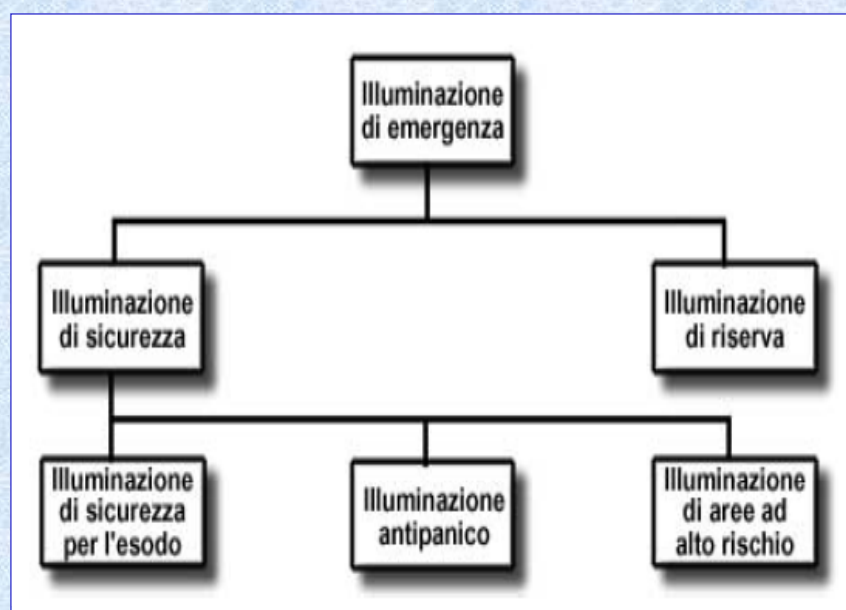 Illuminazione
di emergenza
Illuminazione
di sicurezza
Illuminazione
di riserva
Illuminazione
di sicurezza
per l'esodo
Illuminazione
antipanico
Illuminazione
di aree ad
alto rischio